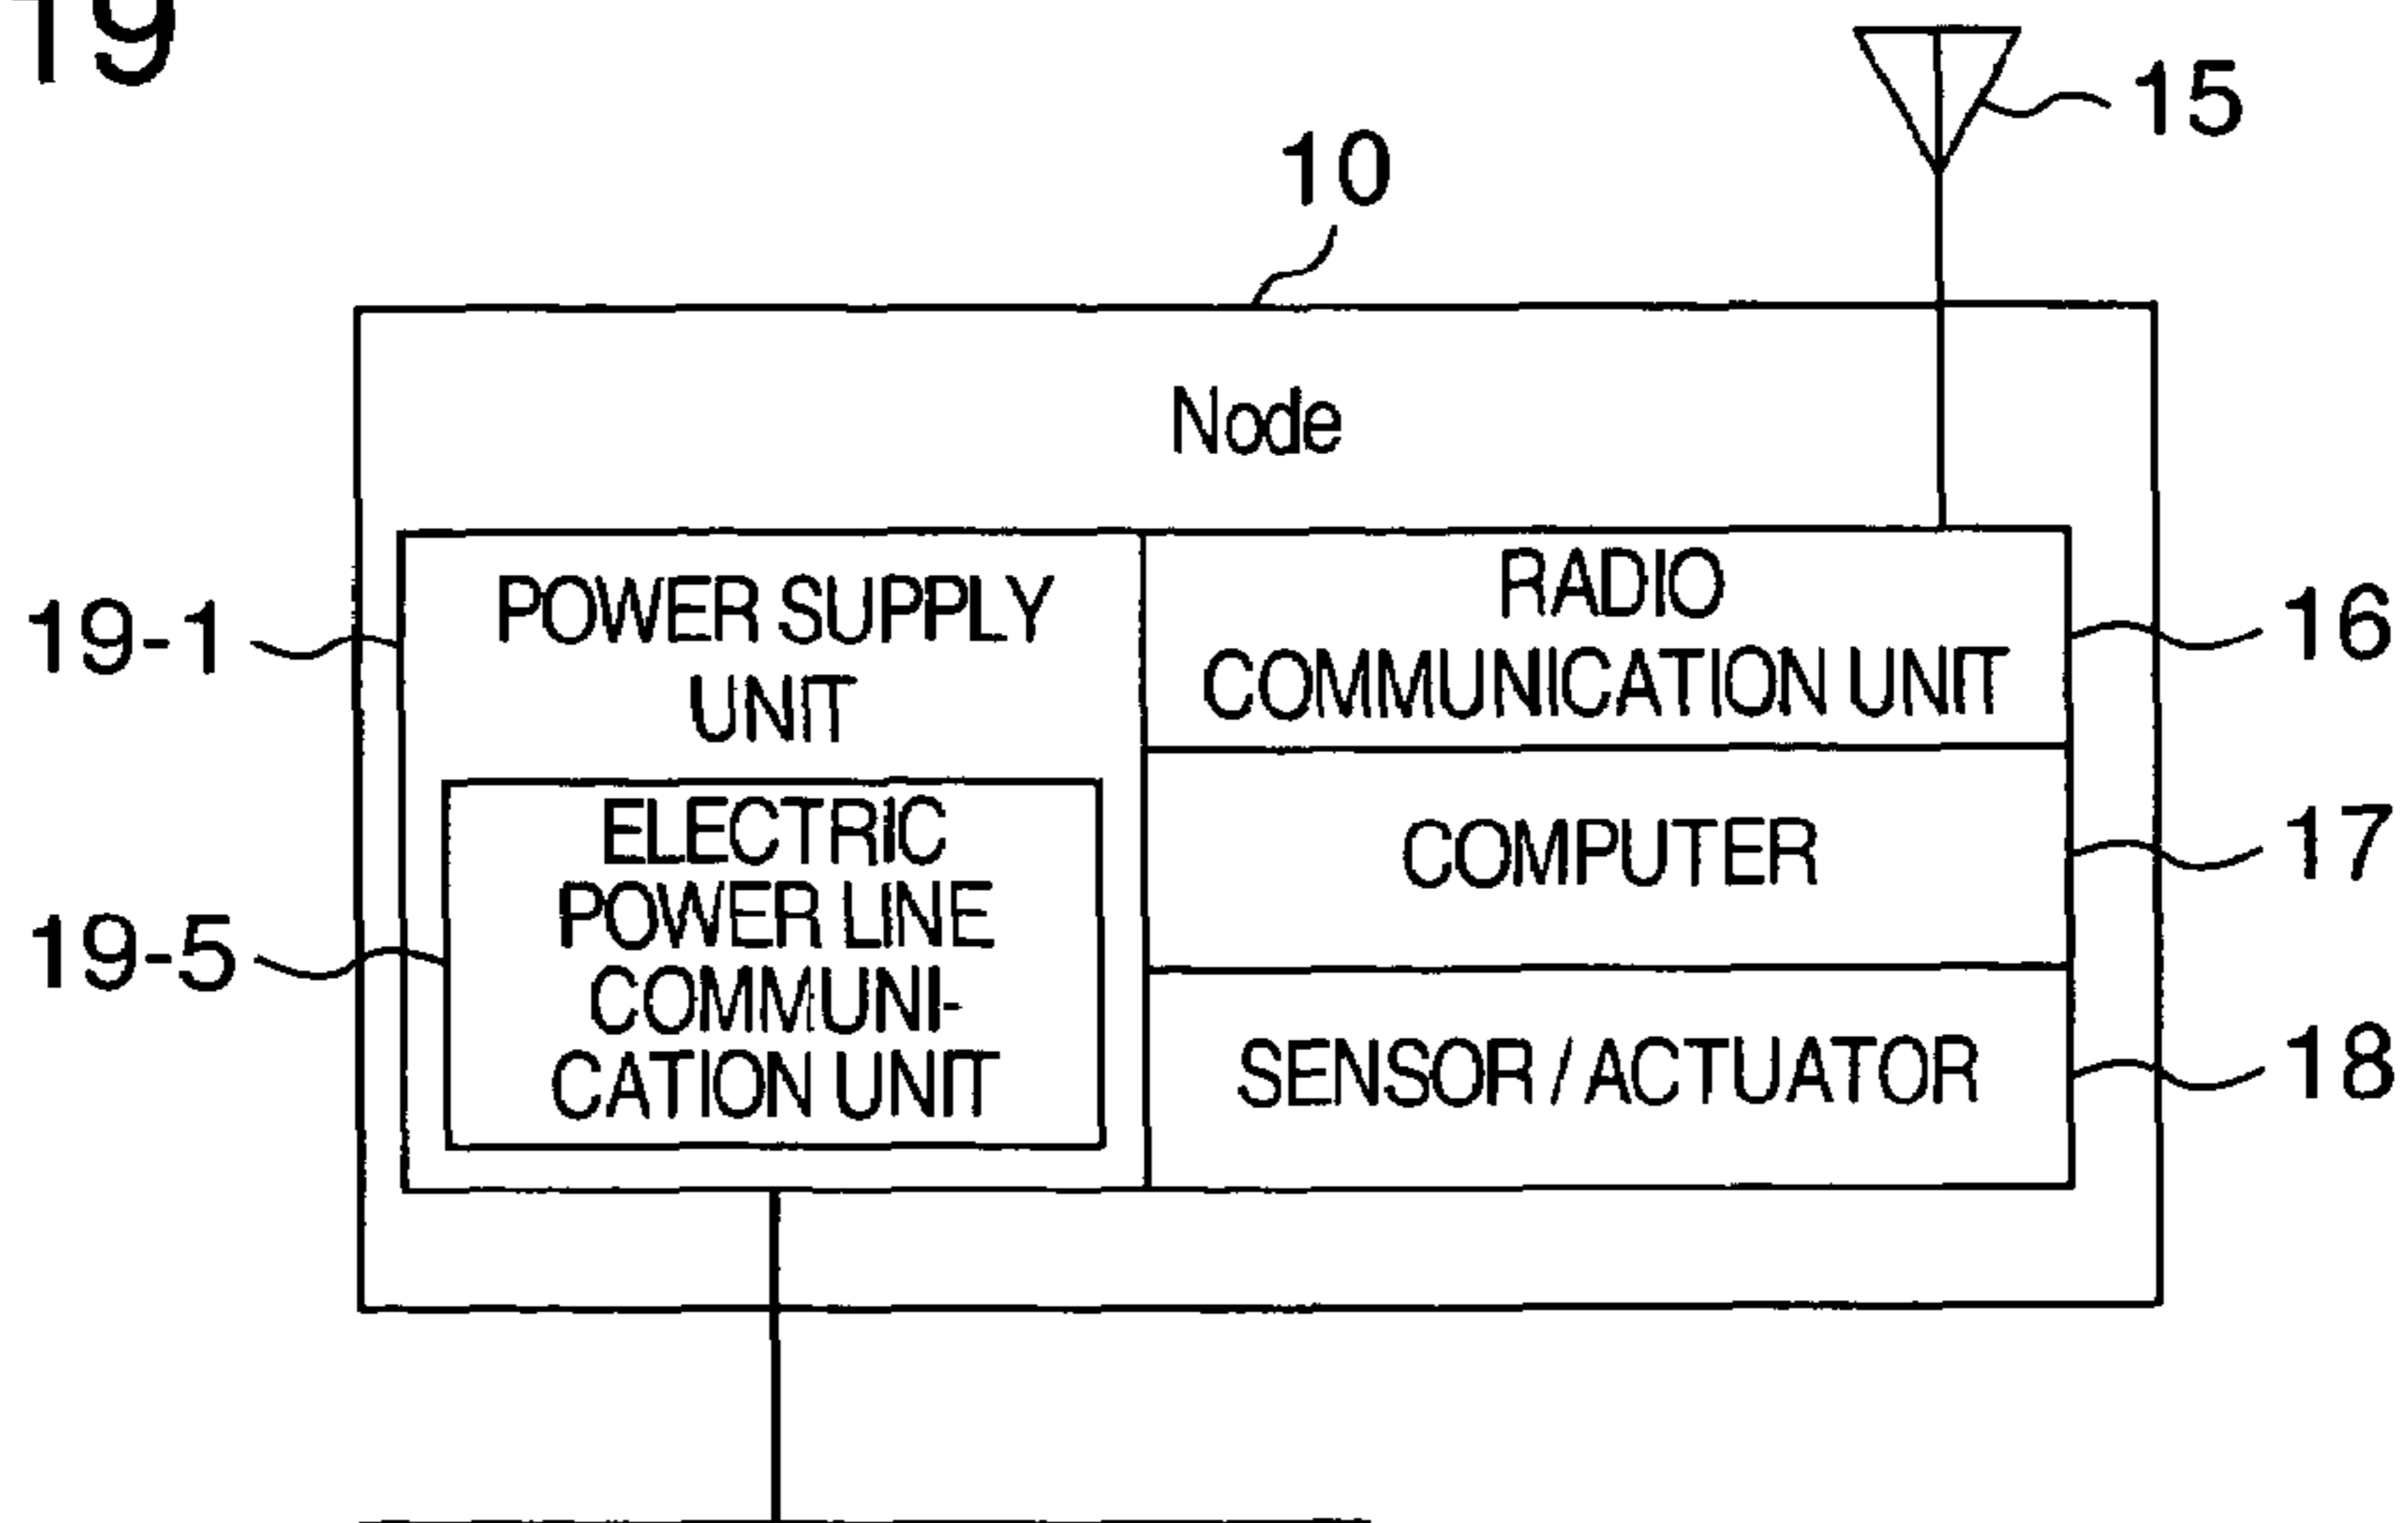 19
15
10
Node
19-1
POWER SUPPLY
UNIT
RADIO
COMMUNICATION UNIT
16
19-5
ELECTRIC
POWER LINE
COMMUNI-
CATION UNIT
COMPUTER
17
SENSOR / ACTUATOR
18